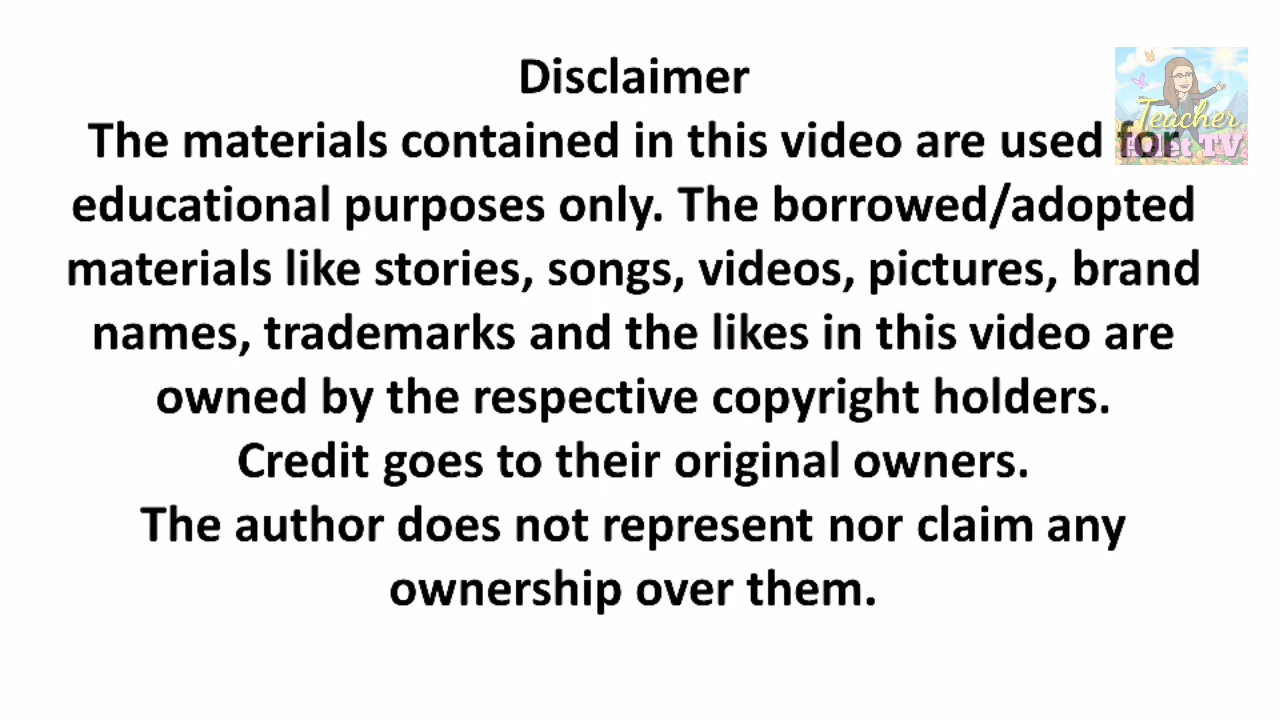 Disclaimer
The materials contained in this video are used for
educational purposes only. The borrowed/adopted
materials like stories, songs, videos, pictures, brand
names, trademarks and the likes in this video are
owned by the respective copyright holders.
Credit goes to their original owners.
The author does not represent nor claim any
ownership over them.
Teacher
TV